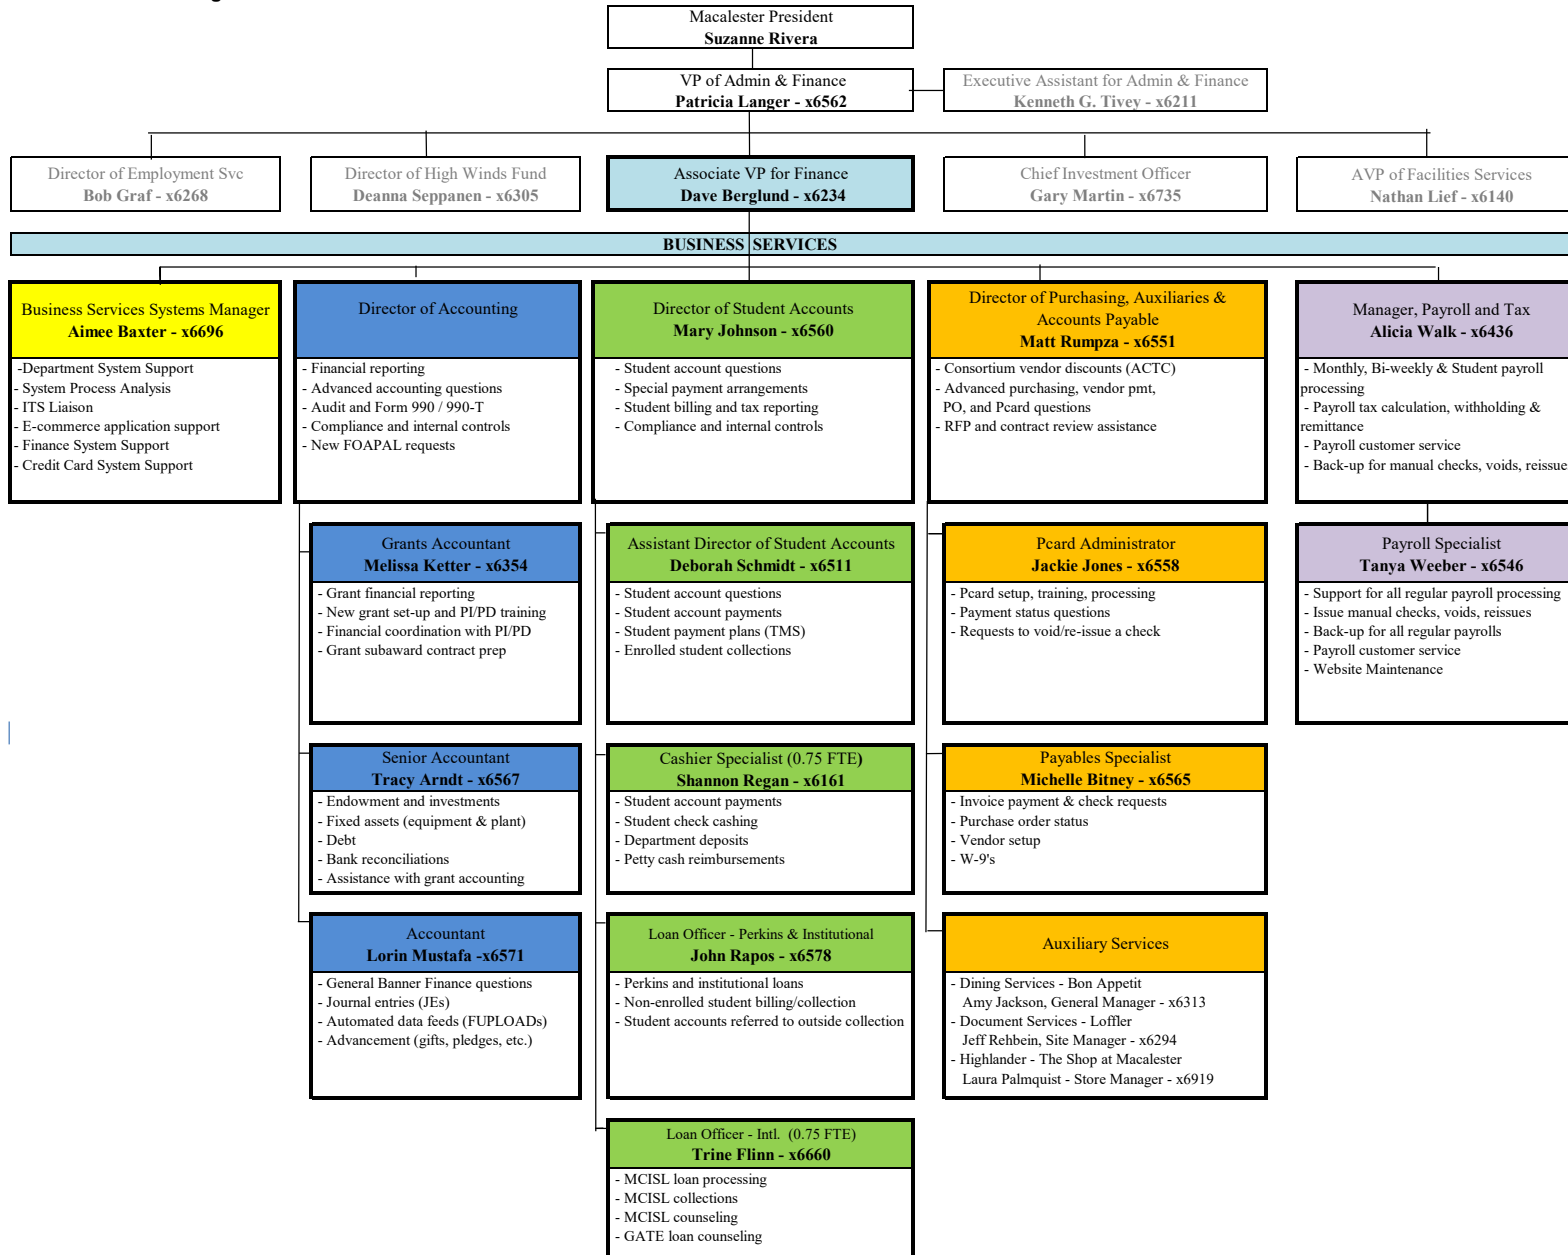 Macalester President
Suzanne Rivera
VP of Admin & Finance
Patricia Langer - x6562
Executive Assistant for Admin & Finance
Kenneth G. Tivey - x6211
Director of Employment Svc
Bob Graf - x6268
Director of High Winds Fund
Deanna Seppanen - x6305
Associate VP for Finance
Dave Berglund - x6234
Chief Investment Officer
Gary Martin - x6735
AVP of Facilities Services
Nathan Lief - x6140
BUSINESS SERVICES
Business Services Systems Manager
Aimee Baxter - x6696
-Department System Support
- System Process Analysis
- ITS Liaison
- E-commerce application support
- Finance System Support
- Credit Card System Support
Director of Accounting
- Financial reporting
- Advanced accounting questions
- Audit and Form 990 / 990-T
- Compliance and internal controls
- New FOAPAL requests
Director of Student Accounts
Mary Johnson - x6560
- Student account questions
- Special payment arrangements
- Student billing and tax reporting
- Compliance and internal controls
Director of Purchasing, Auxiliaries &
Accounts Payable
Matt Rumpza - x6551
- Consortium vendor discounts (ACTC)
- Advanced purchasing, vendor pmt,
PO, and Pcard questions
- RFP and contract review assistance
Manager, Payroll and Tax
Alicia Walk - x6436
- Monthly, Bi-weekly & Student payroll
processing
- Payroll tax calculation, withholding &
remittance
- Payroll customer service
- Back-up for manual checks, voids, reissue
Grants Accountant
Melissa Ketter - x6354
- Grant financial reporting
- New grant set-up and PI/PD training
- Financial coordination with PI/PD
- Grant subaward contract prep
Assistant Director of Student Accounts
Deborah Schmidt - x6511
- Student account questions
- Student account payments
- Student payment plans (TMS)
- Enrolled student collections
Pcard Administrator
Jackie Jones - x6558
- Pcard setup, training, processing
- Payment status questions
- Requests to void/re-issue a check
Payroll Specialist
Tanya Weeber - x6546
- Support for all regular payroll processing
- Issue manual checks, voids, reissues
- Back-up for all regular payrolls
- Payroll customer service
- Website Maintenance
Senior Accountant
Tracy Arndt - x6567
- Endowment and investments
- Fixed assets (equipment & plant)
- Debt
- Bank reconciliations
- Assistance with grant accounting
Cashier Specialist (0.75 FTE)
Shannon Regan - x6161
- Student account payments
- Student check cashing
- Department deposits
- Petty cash reimbursements
Payables Specialist
Michelle Bitney - x6565
- Invoice payment & check requests
- Purchase order status
- Vendor setup
- W-9's
Accountant
Lorin Mustafa -x6571
- General Banner Finance questions
- Journal entries (JEs)
- Automated data feeds (FUPLOADs)
- Advancement (gifts, pledges, etc.)
Loan Officer - Perkins & Institutional
John Rapos - x6578
- Perkins and institutional loans
- Non-enrolled student billing/collection
- Student accounts referred to outside collection
Auxiliary Services
- Dining Services - Bon Appetit
Amy Jackson, General Manager - x6313
- Document Services - Loffler
Jeff Rehbein, Site Manager - x6294
- Highlander - The Shop at Macalester
Laura Palmquist - Store Manager - x6919
Loan Officer - Intl. (0.75 FTE)
Trine Flinn - x6660
- MCISL loan processing
- MCISL collections
- MCISL counseling
- GATE loan counseling